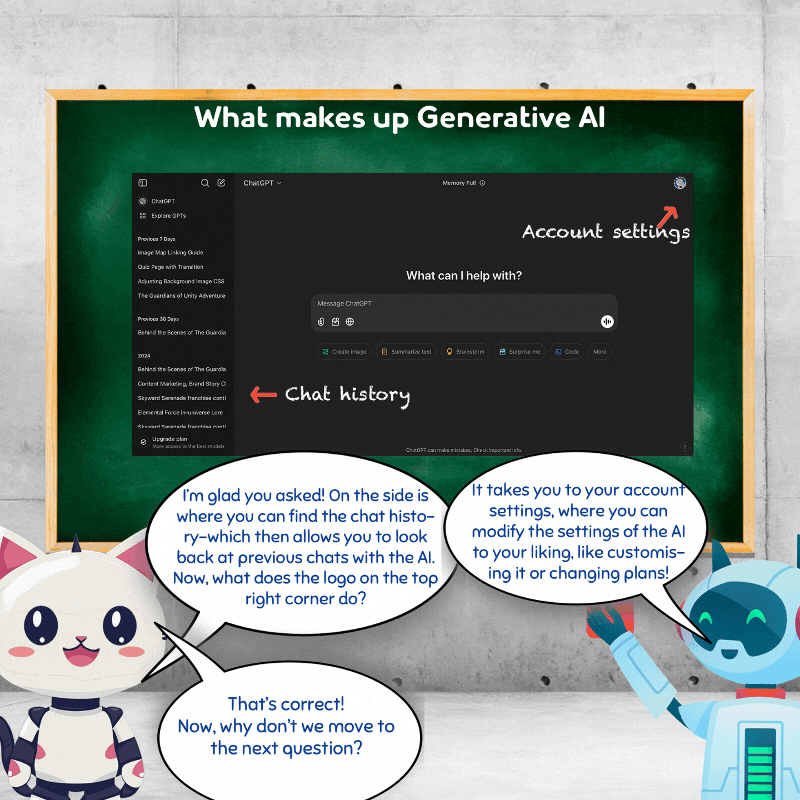 What makes up Generative AI
ChatGPT
Memory Full
ChatGPT
Explore GPTs
Account settings
Previous 7 Days
Image Map Linking Guide
Quiz Page with Transition
Adjusting Background Image CSS
The Guardians of Unity Adventure
What can I help with?
Message ChatGPT
Previous 30 Days
Behind the Scenes of The Guardia
Create image
Summarize text
Brainstorm
Surprise me
Code
More
2024
Behind the Scenes of The Guardia
Content Marketing, Brand Story Cl
Skyward Serenade franchise conti
Elemental Force In-universe Lore
Skyward Serenade franchise conti
Chat history
Upgrade plan
More access to the best models
ChatGPT can make mistakes. Check important info.
?
I'm glad you asked! On the side is
where you can find the chat histo-
ry-which then allows you to look
back at previous chats with the AI.
Now, what does the logo on the top
right corner do?
It takes you to your account
settings, where you can
modify the settings of the AI
to your liking, like customis-
ing it or changing plans!
That's correct!
Now, why don't we move to
the next question?